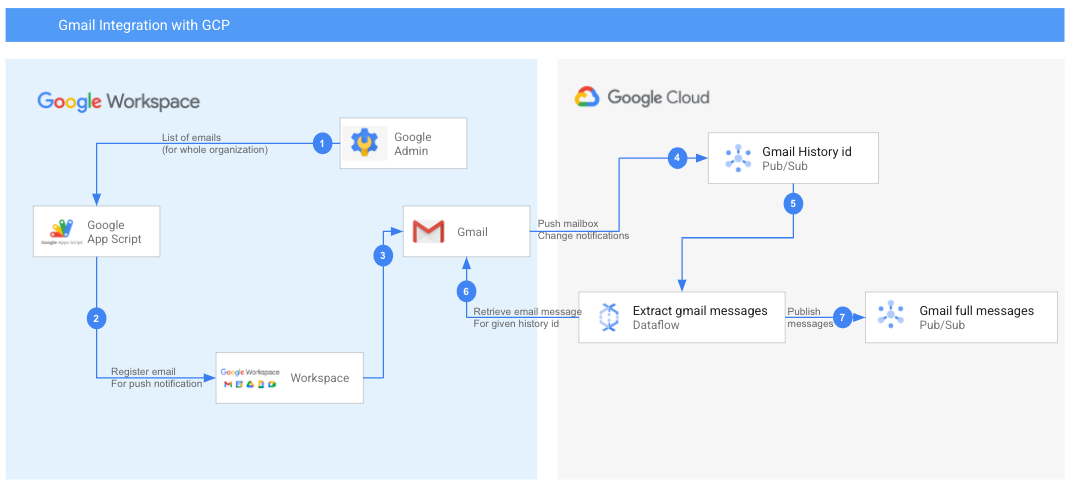 Gmail Integration with GCP
Google Workspace
Google Cloud
List of emails
(for whole organization)
1
Google
Admin
4
Gmail History id
Pub/Sub
5
Google Apps Script
Google
App Script
Gmail
Push mailbox
Change notifications
3
6
2
Retrieve email message
For given history id
Extract gmail messages
Dataflow
Publish
messages
7
Gmail full messages
Pub/Sub
Register email
For push notification
Google Workspace
Workspace